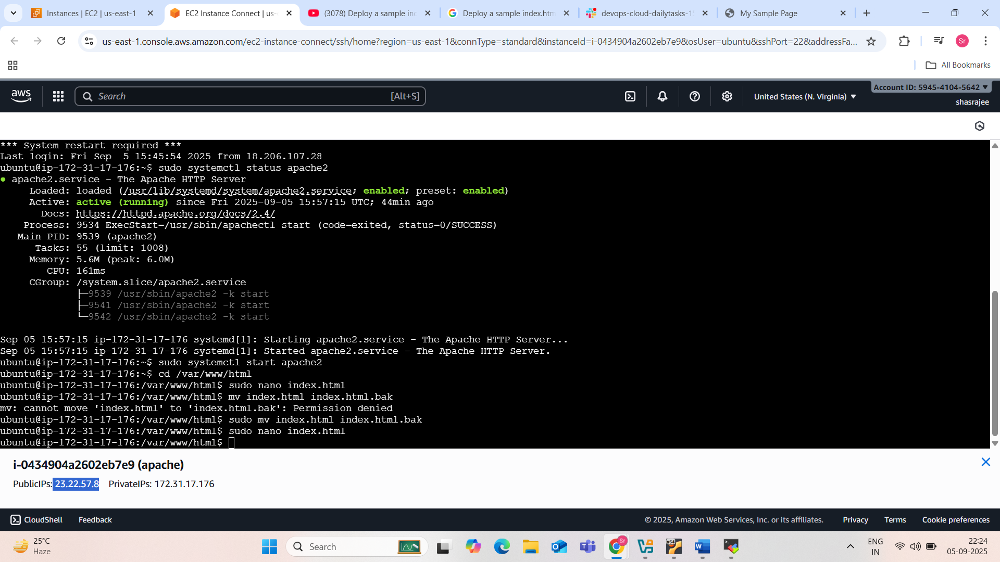 Instances | EC2 | us-east-1
EC2 Instance Connect | us-
(3078) Deploy a sample in
Deploy a sample index.htm
devops-cloud-dailytasks-1
My Sample Page
us-east-1.console.aws.amazon.com/ec2-instance-connect/ssh/home?region=us-east-1&connType=standard&instanceId=i-0434904a2602eb7e9&osUser=ubuntu&sshPort=22&addressFa...
Sr
All Bookmarks
aws
Search
[Alt+S]
United States (N. Virginia)
Account ID: 5945-4104-5642
shasrajee
*** System restart required ***
Last login: Fri Sep  5 15:45:54 2025 from 18.206.107.28
ubuntu@ip-172-31-17-176:~$ sudo systemctl status apache2
● apache2.service - The Apache HTTP Server
     Loaded: loaded (/usr/lib/systemd/system/apache2.service; enabled; preset: enabled)
     Active: active (running) since Fri 2025-09-05 15:57:15 UTC; 44min ago
       Docs: https://httpd.apache.org/docs/2.4/
    Process: 9534 ExecStart=/usr/sbin/apachectl start (code=exited, status=0/SUCCESS)
   Main PID: 9539 (apache2)
      Tasks: 55 (limit: 1008)
     Memory: 5.6M (peak: 6.0M)
        CPU: 161ms
     CGroup: /system.slice/apache2.service
             ├─9539 /usr/sbin/apache2 -k start
             ├─9541 /usr/sbin/apache2 -k start
             └─9542 /usr/sbin/apache2 -k start
Sep 05 15:57:15 ip-172-31-17-176 systemd[1]: Starting apache2.service - The Apache HTTP Server...
Sep 05 15:57:15 ip-172-31-17-176 systemd[1]: Started apache2.service - The Apache HTTP Server.
ubuntu@ip-172-31-17-176:~$ sudo systemctl start apache2
ubuntu@ip-172-31-17-176:~$ cd /var/www/html
ubuntu@ip-172-31-17-176:/var/www/html$ sudo nano index.html
ubuntu@ip-172-31-17-176:/var/www/html$ mv index.html index.html.bak
mv: cannot move 'index.html' to 'index.html.bak': Permission denied
ubuntu@ip-172-31-17-176:/var/www/html$ sudo mv index.html index.html.bak
ubuntu@ip-172-31-17-176:/var/www/html$ sudo nano index.html
ubuntu@ip-172-31-17-176:/var/www/html$
i-0434904a2602eb7e9 (apache)
PublicIPs: 23.22.57.8    PrivateIPs: 172.31.17.176
CloudShell
Feedback
© 2025, Amazon Web Services, Inc. or its affiliates.
Privacy
Terms
Cookie preferences
25°C
Haze
Search
Sr
ENG
IN
22:24
05-09-2025